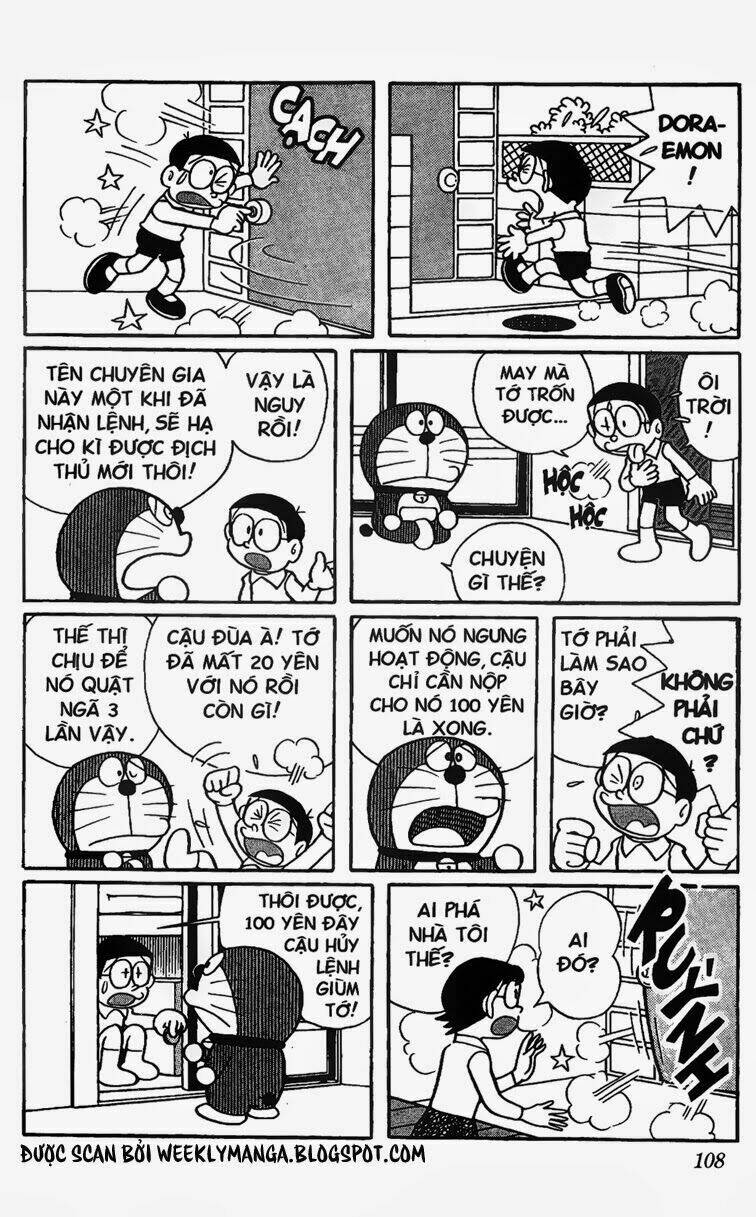 DORA-
EMON
!
CẠCH
ÔI
TRỜI
!
MAY MÀ
TỚ TRỐN
ĐƯỢC...
HỘC
HỘC
CHUYỆN
GÌ THẾ?
VẬY LÀ
NGUY
RỒI!
TÊN CHUYÊN GIA
NÀY MỘT KHI ĐÃ
NHẬN LỆNH, SẼ HẠ
CHO KÌ ĐƯỢC ĐỊCH
THỦ MỚI THÔI!
KHÔNG
PHẢI
CHỨ
?
TỚ PHẢI
LÀM SAO
BÂY
GIỜ?
MUỐN NÓ NGƯNG
HOẠT ĐỘNG, CẬU
CHỈ CẦN NỘP
CHO NÓ 100 YÊN
LÀ XONG.
CẬU ĐÙA À! TỚ
ĐÃ MẤT 20 YÊN
VỚI NÓ RỒI
CÒN GÌ!
THẾ THÌ
CHỊU ĐỂ
NÓ QUẬT
NGÃ 3
LẦN VẬY.
RUỲNH
AI
ĐÓ?
AI PHÁ
NHÀ TÔI
THẾ?
THÔI ĐƯỢC,
100 YÊN ĐÂY
CẬU HỦY
LỆNH
GIÙM
TỚ!
ĐƯỢC SCAN BỞI WEEKLYMANGA.BLOGSPOT.COM
108